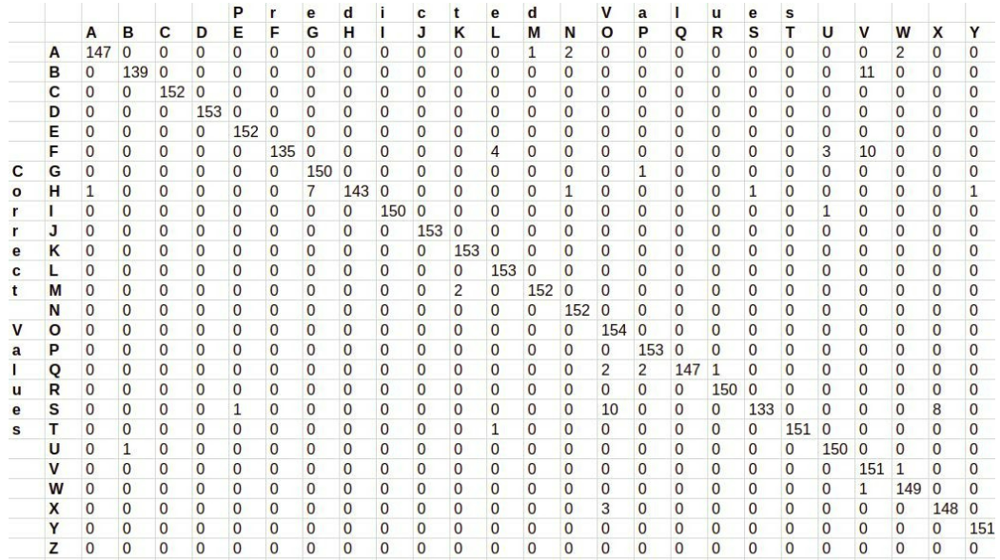 P r e d i c t e d V a l u e s
A B C D E F G H I J K L M N O P Q R S T U V W X Y
A 147 0 0 0 0 0 0 0 0 0 0 0 1 2 0 0 0 0 0 0 0 0 2 0 0
B 0 139 0 0 0 0 0 0 0 0 0 0 0 0 0 0 0 0 0 0 0 11 0 0 0
C 0 0 152 0 0 0 0 0 0 0 0 0 0 0 0 0 0 0 0 0 0 0 0 0 0
D 0 0 0 153 0 0 0 0 0 0 0 0 0 0 0 0 0 0 0 0 0 0 0 0 0
E 0 0 0 0 152 0 0 0 0 0 0 0 0 0 0 0 0 0 0 0 0 0 0 0 0
F 0 0 0 0 0 135 0 0 0 0 0 4 0 0 0 0 0 0 0 0 3 10 0 0 0
C G 0 0 0 0 0 0 150 0 0 0 0 0 0 0 0 1 0 0 0 0 0 0 0 0 0
o H 1 0 0 0 0 0 7 143 0 0 0 0 0 1 0 0 0 0 1 0 0 0 0 0 1
r I 0 0 0 0 0 0 0 0 150 0 0 0 0 0 0 0 0 0 0 0 1 0 0 0 0
r J 0 0 0 0 0 0 0 0 0 153 0 0 0 0 0 0 0 0 0 0 0 0 0 0 0
e K 0 0 0 0 0 0 0 0 0 0 153 0 0 0 0 0 0 0 0 0 0 0 0 0 0
c L 0 0 0 0 0 0 0 0 0 0 0 153 0 0 0 0 0 0 0 0 0 0 0 0 0
t M 0 0 0 0 0 0 0 0 0 0 2 0 152 0 0 0 0 0 0 0 0 0 0 0 0
N 0 0 0 0 0 0 0 0 0 0 0 0 0 152 0 0 0 0 0 0 0 0 0 0 0
V O 0 0 0 0 0 0 0 0 0 0 0 0 0 0 154 0 0 0 0 0 0 0 0 0 0
a P 0 0 0 0 0 0 0 0 0 0 0 0 0 0 0 153 0 0 0 0 0 0 0 0 0
l Q 0 0 0 0 0 0 0 0 0 0 0 0 0 0 2 2 147 1 0 0 0 0 0 0 0
u R 0 0 0 0 0 0 0 0 0 0 0 0 0 0 0 0 0 150 0 0 0 0 0 0 0
e S 0 0 0 0 1 0 0 0 0 0 0 0 0 0 10 0 0 0 133 0 0 0 0 8 0
s T 0 0 0 0 0 0 0 0 0 0 0 1 0 0 0 0 0 0 0 151 0 0 0 0 0
U 0 1 0 0 0 0 0 0 0 0 0 0 0 0 0 0 0 0 0 0 150 0 0 0 0
V 0 0 0 0 0 0 0 0 0 0 0 0 0 0 0 0 0 0 0 0 0 151 1 0 0
W 0 0 0 0 0 0 0 0 0 0 0 0 0 0 0 0 0 0 0 0 0 1 149 0 0
X 0 0 0 0 0 0 0 0 0 0 0 0 0 0 3 0 0 0 0 0 0 0 0 148 0
Y 0 0 0 0 0 0 0 0 0 0 0 0 0 0 0 0 0 0 0 0 0 0 0 0 151
Z 0 0 0 0 0 0 0 0 0 0 0 0 0 0 0 0 0 0 0 0 0 0 0 0 0